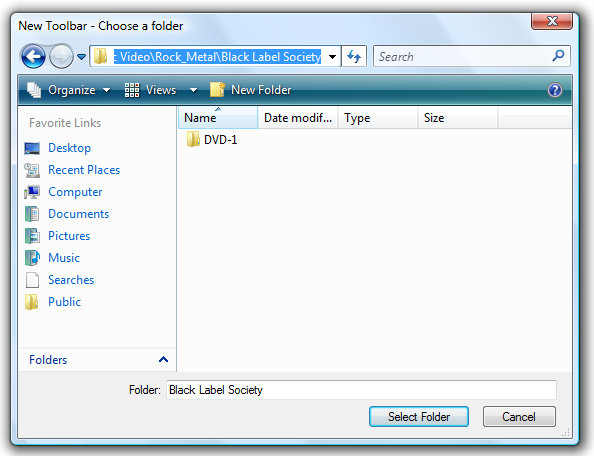 New Toolbar - Choose a folder
: Video\Rock_Metal\Black Label Society
Search
Organize Views New Folder
Favorite Links
Desktop
Recent Places
Computer
Documents
Pictures
Music
Searches
Public
Folders
Name Date modif... Type Size
DVD-1
Folder: Black Label Society
Select Folder Cancel